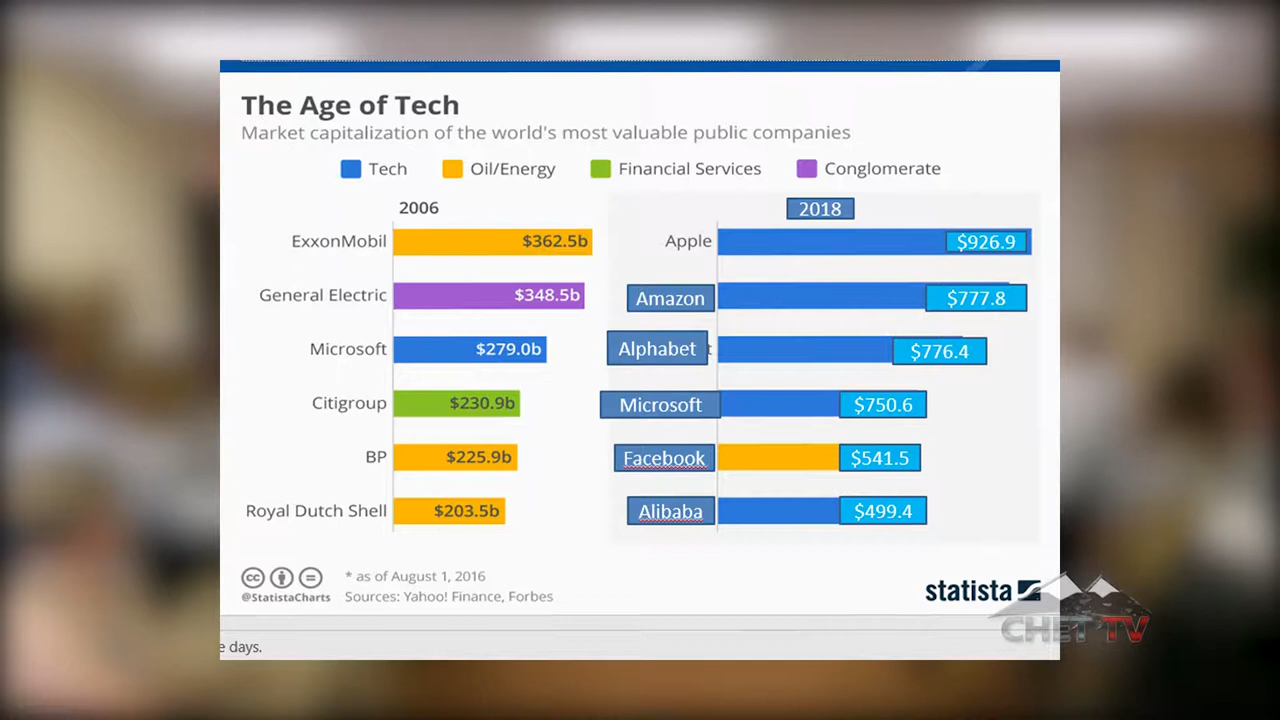 The Age of Tech
Market capitalization of the world's most valuable public companies
Tech Oil/Energy Financial Services Conglomerate
2006
ExxonMobil $362.5b
General Electric $348.5b
Microsoft $279.0b
Citigroup $230.9b
BP $225.9b
Royal Dutch Shell $203.5b
2018
Apple $926.9
Amazon $777.8
Alphabet $776.4
Microsoft $750.6
Facebook $541.5
Alibaba $499.4
* as of August 1, 2016
@StatistaCharts Sources: Yahoo! Finance, Forbes
statista
CHET TV
e days.